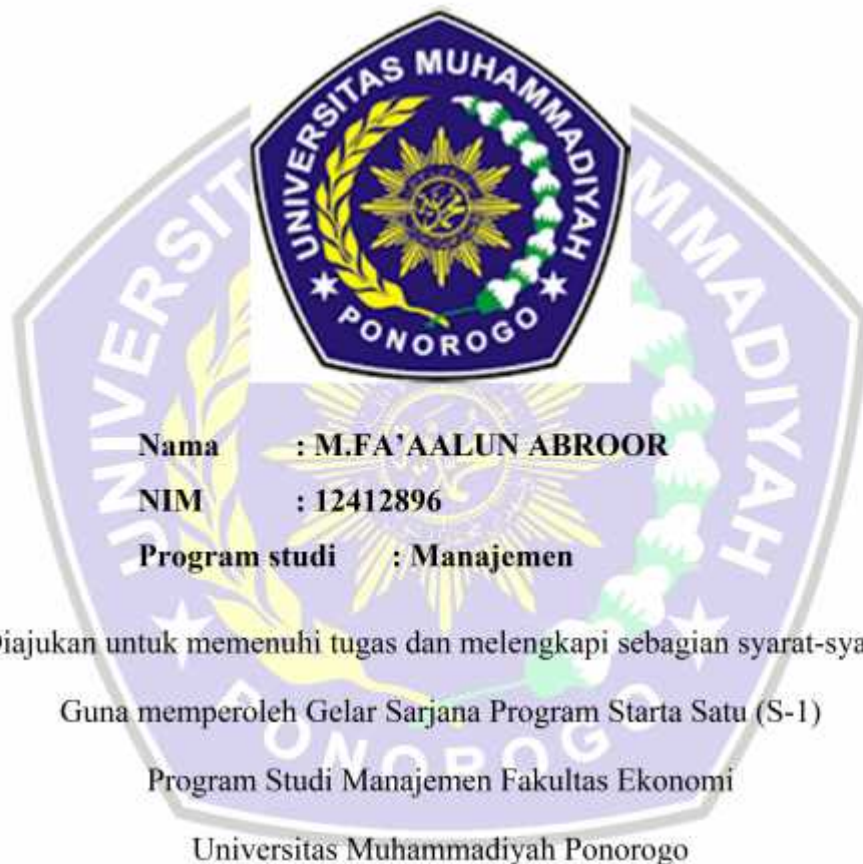 UNIVERSITAS MUHAMMADIYAH
PONOROGO
Nama : M.FA'AALUN ABROOR
NIM : 12412896
Program studi : Manajemen
Diajukan untuk memenuhi tugas dan melengkapi sebagian syarat-sya
Guna memperoleh Gelar Sarjana Program Starta Satu (S-1)
Program Studi Manajemen Fakultas Ekonomi
Universitas Muhammadiyah Ponorogo